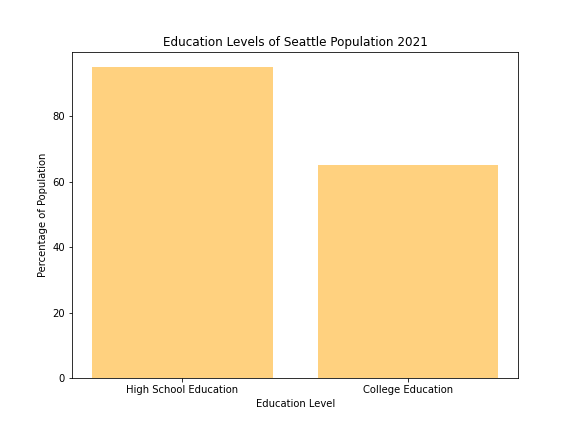 Education Levels of Seattle Population 2021
Percentage of Population
80
60
40
20
0
High School Education
College Education
Education Level